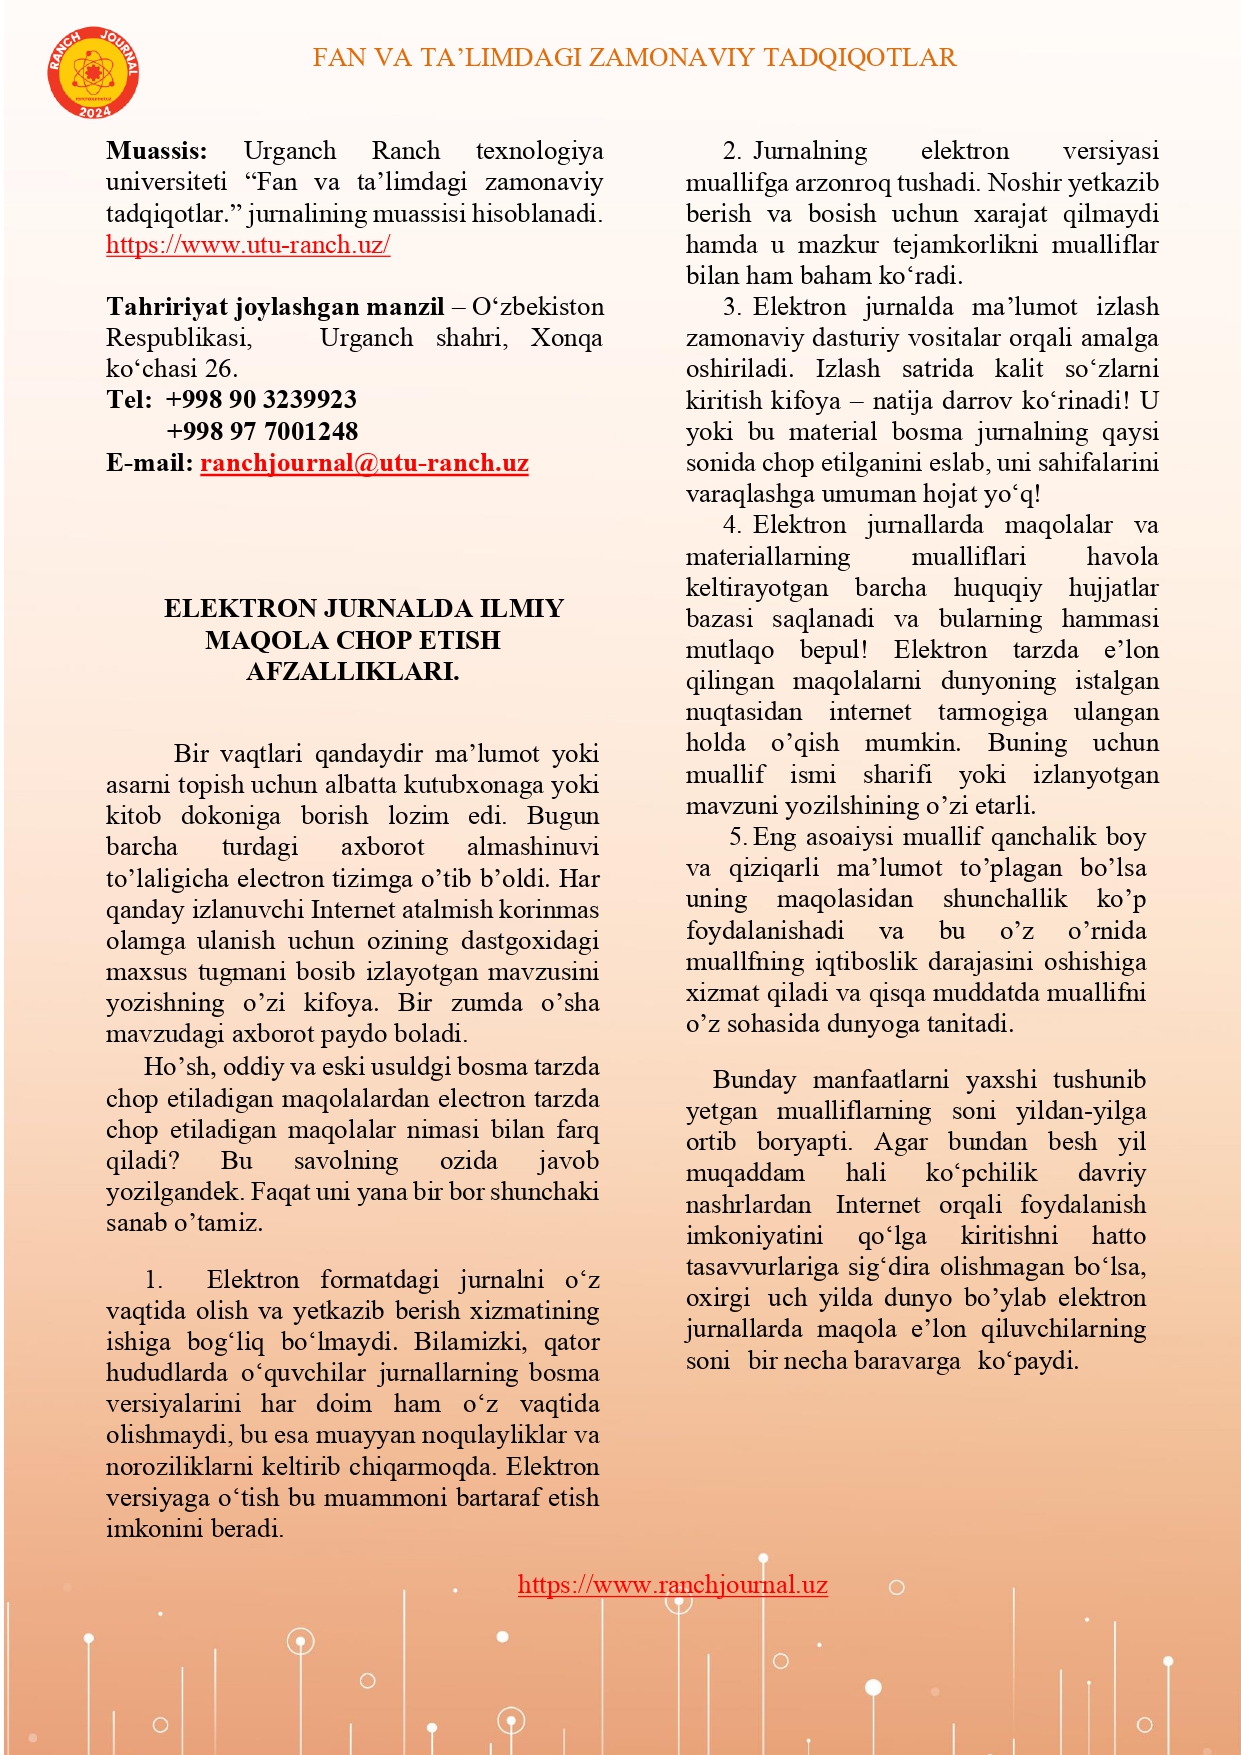 RANCH JOURNAL
2024
FAN VA TA’LIMDAGI ZAMONAVIY TADQIQOTLAR
Muassis: Urganch Ranch texnologiya
universiteti “Fan va ta’limdagi zamonaviy
tadqiqotlar.” jurnalining muassisi hisoblanadi.
https://www.utu-ranch.uz/
Tahririyat joylashgan manzil – O‘zbekiston
Respublikasi, Urganch shahri, Xonqa
ko‘chasi 26.
Tel: +998 90 3239923
+998 97 7001248
E-mail: ranchjournal@utu-ranch.uz
ELEKTRON JURNALDA ILMIY
MAQOLA CHOP ETISH
AFZALLIKLARI.
Bir vaqtlari qandaydir ma’lumot yoki
asarni topish uchun albatta kutubxonaga yoki
kitob dokoniga borish lozim edi. Bugun
barcha turdagi axborot almashinuvi
to’laligicha electron tizimga o’tib b’oldi. Har
qanday izlanuvchi Internet atalmish korinmas
olamga ulanish uchun ozining dastgoxidagi
maxsus tugmani bosib izlayotgan mavzusini
yozishning o’zi kifoya. Bir zumda o’sha
mavzudagi axborot paydo boladi.
Ho’sh, oddiy va eski usuldgi bosma tarzda
chop etiladigan maqolalardan electron tarzda
chop etiladigan maqolalar nimasi bilan farq
qiladi? Bu savolning ozida javob
yozilgandek. Faqat uni yana bir bor shunchaki
sanab o’tamiz.
1. Elektron formatdagi jurnalni o‘z
vaqtida olish va yetkazib berish xizmatining
ishiga bog‘liq bo‘lmaydi. Bilamizki, qator
hududlarda o‘quvchilar jurnallarning bosma
versiyalarini har doim ham o‘z vaqtida
olishmaydi, bu esa muayyan noqulayliklar va
noroziliklarni keltirib chiqarmoqda. Elektron
versiyaga o‘tish bu muammoni bartaraf etish
imkonini beradi.
2. Jurnalning elektron versiyasi
muallifga arzonroq tushadi. Noshir yetkazib
berish va bosish uchun xarajat qilmaydi
hamda u mazkur tejamkorlikni mualliflar
bilan ham baham ko‘radi.
3. Elektron jurnalda ma’lumot izlash
zamonaviy dasturiy vositalar orqali amalga
oshiriladi. Izlash satrida kalit so‘zlarni
kiritish kifoya – natija darrov ko‘rinadi! U
yoki bu material bosma jurnalning qaysi
sonida chop etilganini eslab, uni sahifalarini
varaqlashga umuman hojat yo‘q!
4. Elektron jurnallarda maqolalar va
materiallarning mualliflari havola
keltirayotgan barcha huquqiy hujjatlar
bazasi saqlanadi va bularning hammasi
mutlaqo bepul! Elektron tarzda e’lon
qilingan maqolalarni dunyoning istalgan
nuqtasidan internet tarmogiga ulangan
holda o’qish mumkin. Buning uchun
muallif ismi sharifi yoki izlanyotgan
mavzuni yozilshining o’zi etarli.
5. Eng asoaiysi muallif qanchalik boy
va qiziqarli ma’lumot to’plagan bo’lsa
uning maqolasidan shunchallik ko’p
foydalanishadi va bu o’z o’rnida
muallfning iqtiboslik darajasini oshishiga
xizmat qiladi va qisqa muddatda muallifni
o’z sohasida dunyoga tanitadi.
Bunday manfaatlarni yaxshi tushunib
yetgan mualliflarning soni yildan-yilga
ortib boryapti. Agar bundan besh yil
muqaddam hali ko‘pchilik davriy
nashrlardan Internet orqali foydalanish
imkoniyatini qo‘lga kiritishni hatto
tasavvurlariga sig‘dira olishmagan bo‘lsa,
oxirgi uch yilda dunyo bo’ylab elektron
jurnallarda maqola e’lon qiluvchilarning
soni bir necha baravarga ko‘paydi.
https://www.ranchjournal.uz